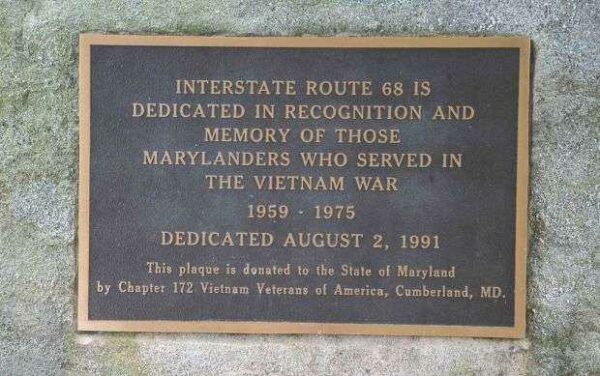 INTERSTATE ROUTE 68 IS
DEDICATED IN RECOGNITION AND
MEMORY OF THOSE
MARYLANDERS WHO SERVED IN
THE VIETNAM WAR
1959 - 1975
DEDICATED AUGUST 2, 1991
This plaque is donated to the State of Maryland
by Chapter 172 Vietnam Veterans of America, Cumberland, MD.